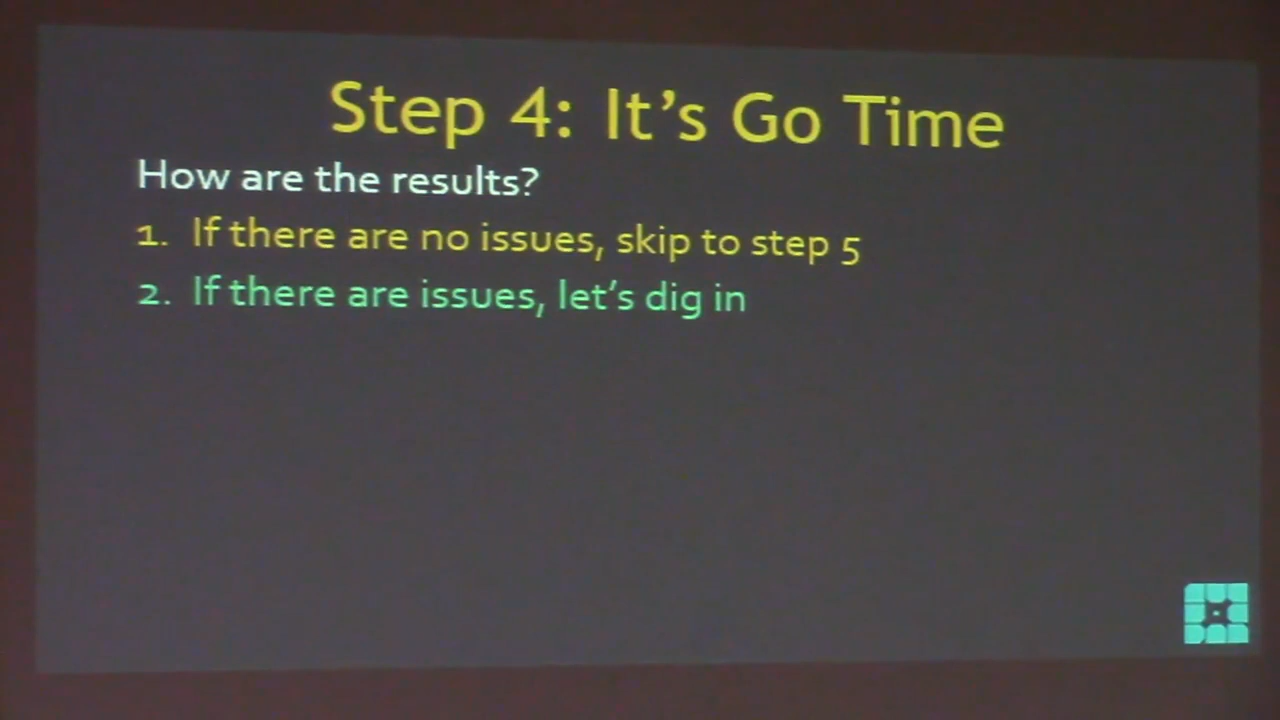 Step 4: It's Go Time
How are the results?
1. If there are no issues, skip to step 5
2. If there are issues, let's dig in